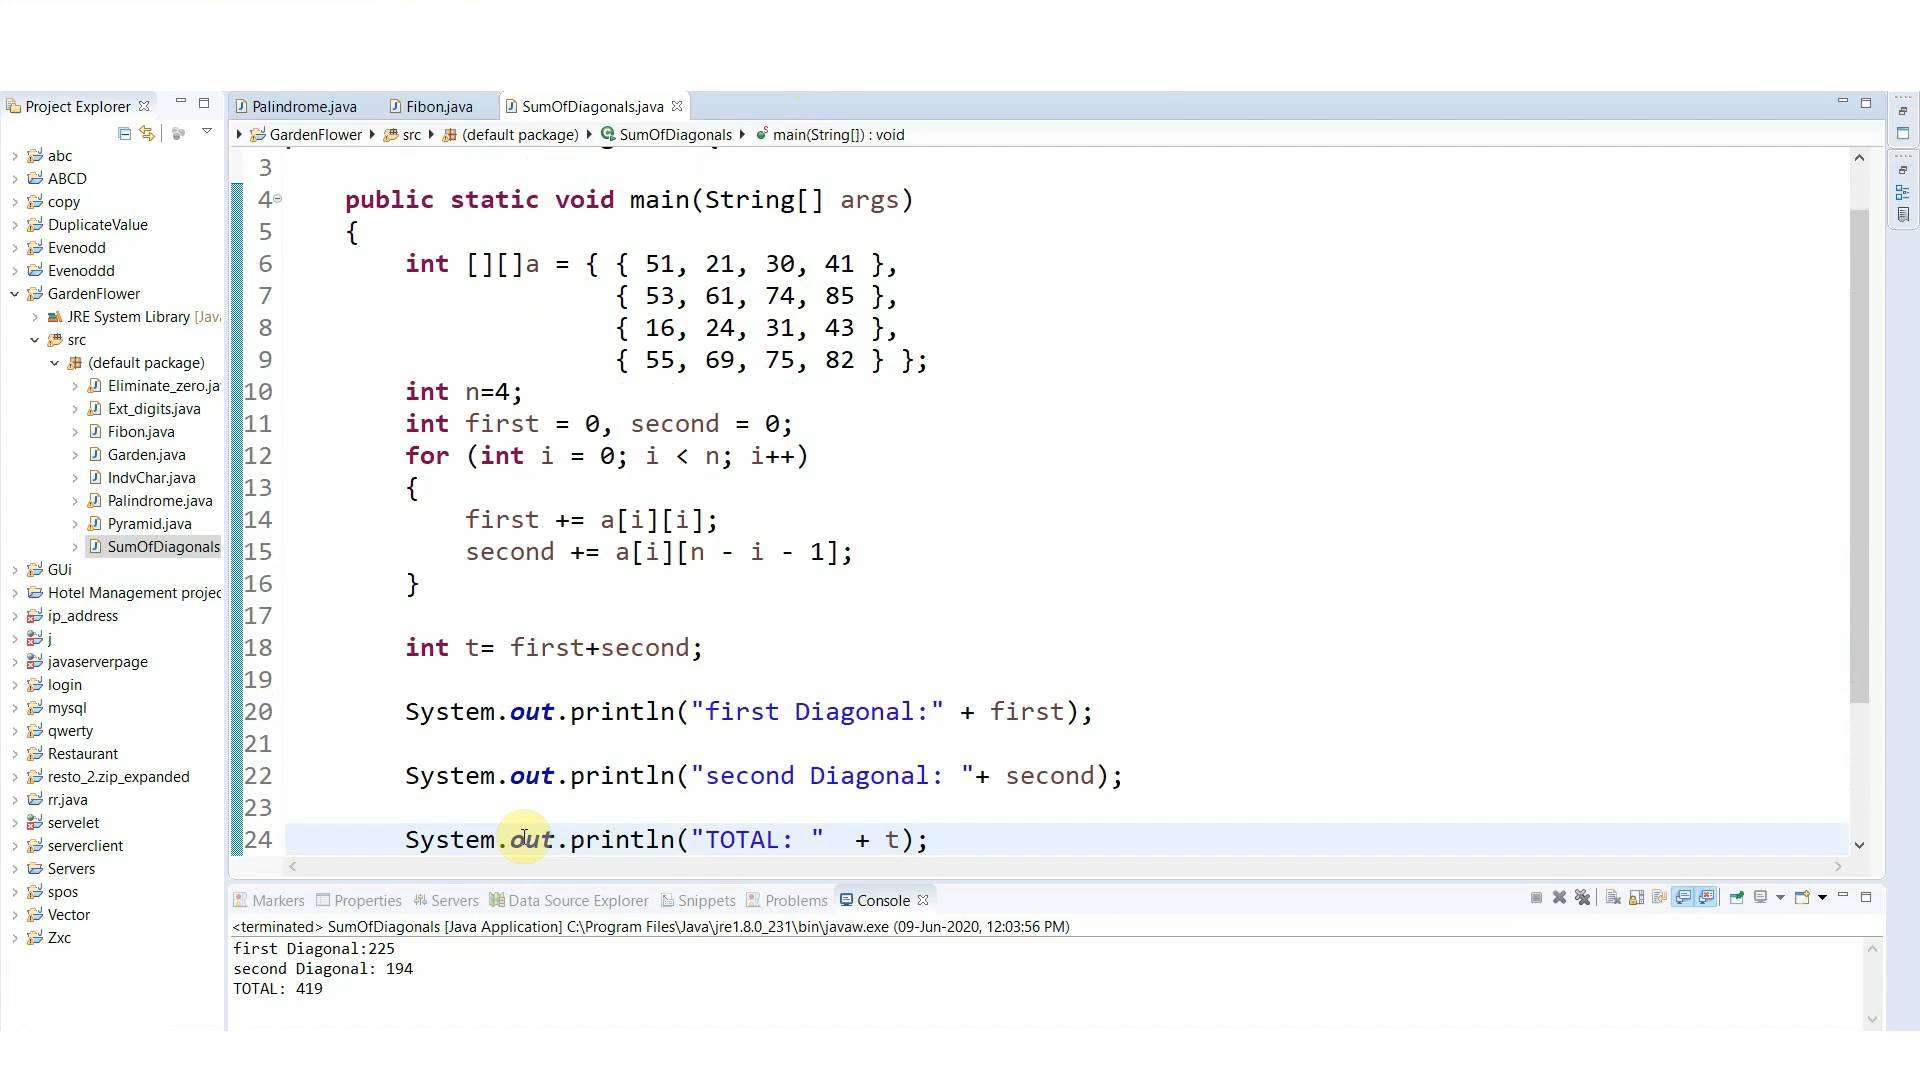 Project Explorer
Palindrome.java
Fibon.java
SumOfDiagonals.java
GardenFlower
src
(default package)
SumOfDiagonals
main(String[]) : void
abc
ABCD
copy
DuplicateValue
Evenodd
Evenoddd
GardenFlower
JRE System Library [Jav
src
(default package)
Eliminate_zero.ja
Ext_digits.java
Fibon.java
Garden.java
IndvChar.java
Palindrome.java
Pyramid.java
SumOfDiagonals
GUi
Hotel Management projec
ip_address
j
javaserverpage
login
mysql
qwerty
Restaurant
resto_2.zip_expanded
rr.java
servelet
serverclient
Servers
spos
Vector
Zxc
3
4 public static void main(String[] args)
5 {
6 int [][]a = { { 51, 21, 30, 41 },
7 { 53, 61, 74, 85 },
8 { 16, 24, 31, 43 },
9 { 55, 69, 75, 82 } };
10 int n=4;
11 int first = 0, second = 0;
12 for (int i = 0; i < n; i++)
13 {
14 first += a[i][i];
15 second += a[i][n - i - 1];
16 }
17
18 int t= first+second;
19
20 System.out.println("first Diagonal:" + first);
21
22 System.out.println("second Diagonal: "+ second);
23
24 System.out.println("TOTAL: " + t);
Markers Properties Servers Data Source Explorer Snippets Problems Console
<terminated> SumOfDiagonals [Java Application] C:\Program Files\Java\jre1.8.0_231\bin\javaw.exe (09-Jun-2020, 12:03:56 PM)
first Diagonal:225
second Diagonal: 194
TOTAL: 419